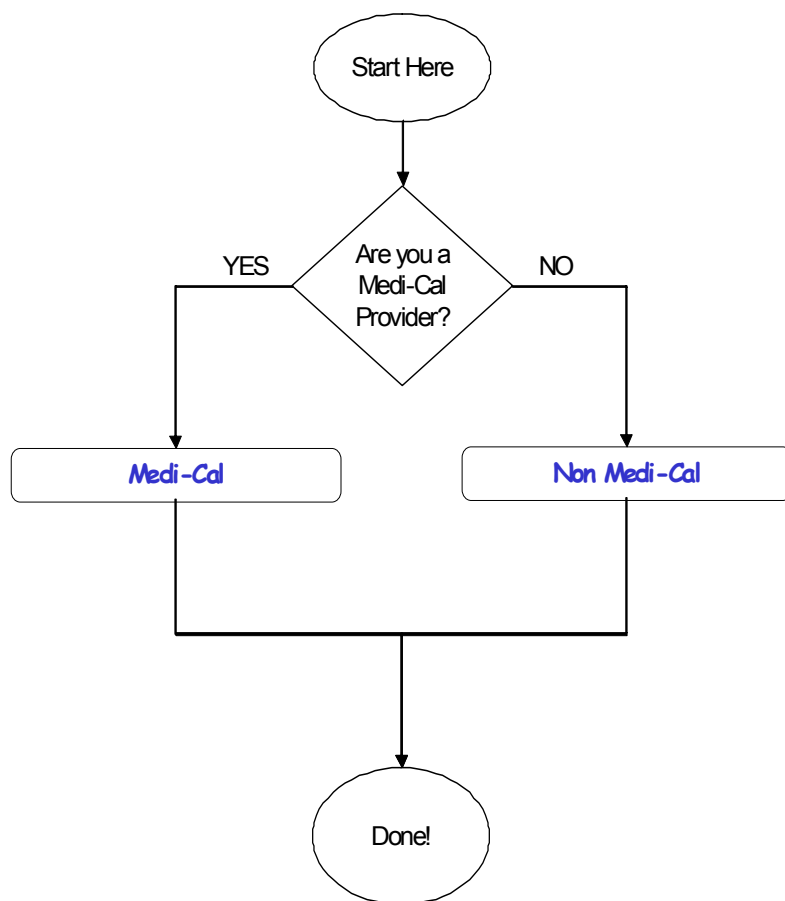 Start Here
YES
Are you a
Medi-Cal
Provider?
NO
Medi-Cal
Non Medi-Cal
Done!